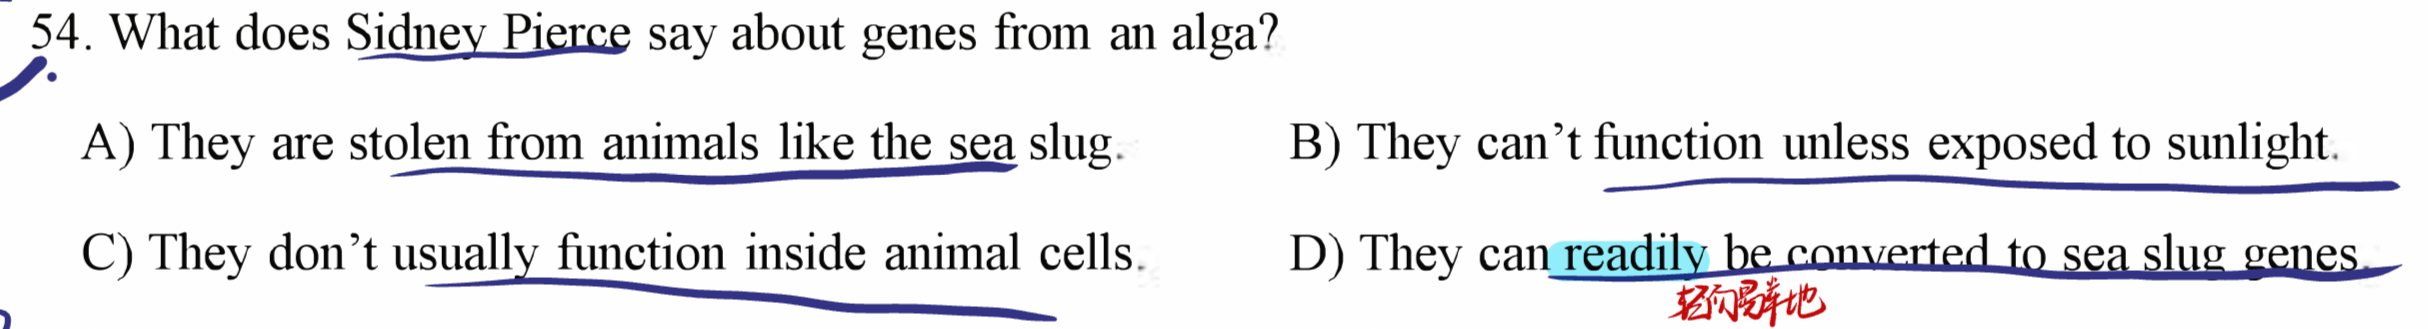 54. What does Sidney Pierce say about genes from an alga?
A) They are stolen from animals like the sea slug. B) They can't function unless exposed to sunlight.
C) They don't usually function inside animal cells. D) They can readily be converted to sea slug genes.
轻而易举地